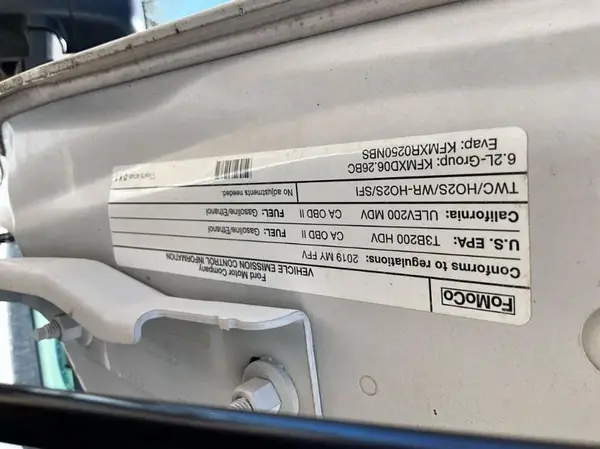 FoMoCo
Ford Motor Company
VEHICLE EMISSION CONTROL INFORMATION
Conforms to regulations: 2019 MY FFV
U.S. EPA: T3B200 HDV CA OBD II FUEL: Gasoline/Ethanol
California: ULEV200 MDV CA OBD II FUEL: Gasoline/Ethanol
TWC/HO2S/WR-HO2S/SFI No adjustments needed.
6.2L-Group: KFMXD06.26BC
Evap: KFMXR0250NBS